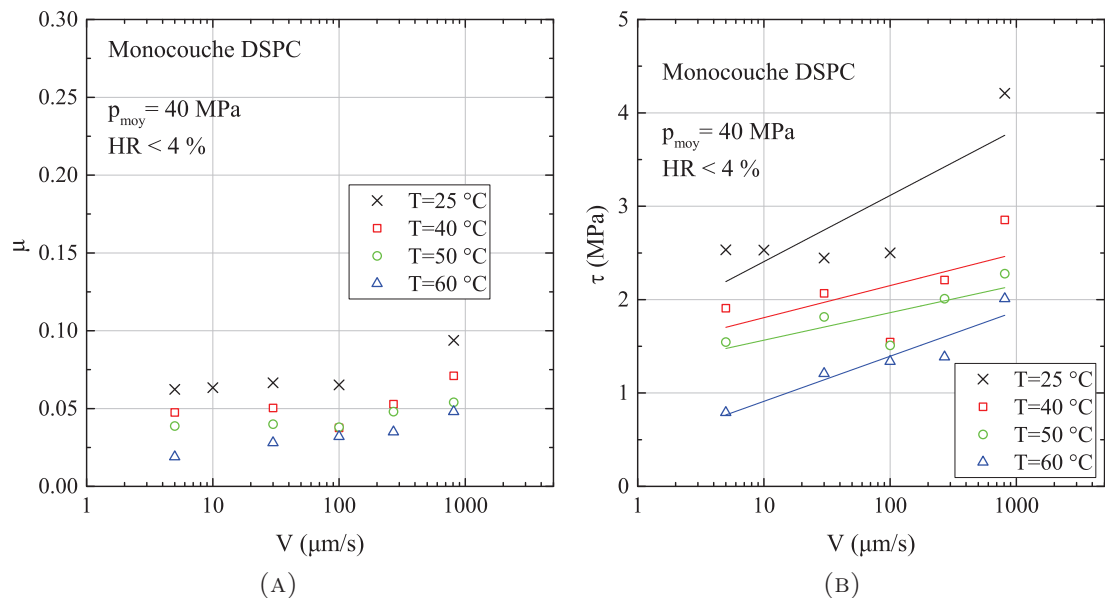 Monocouche DSPC
p_moy= 40 MPa
HR < 4 %
T=25 °C
T=40 °C
T=50 °C
T=60 °C
0.30
0.25
0.20
0.15
0.10
0.05
0.00
μ
1 10 100 1000
V (μm/s)
(A)
Monocouche DSPC
p_moy= 40 MPa
HR < 4 %
T=25 °C
T=40 °C
T=50 °C
T=60 °C
5
4
3
2
1
0
τ (MPa)
1 10 100 1000
V (μm/s)
(B)